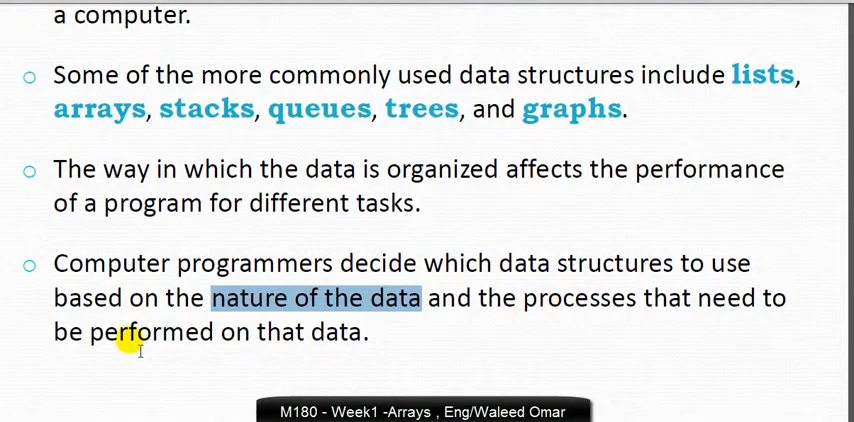 a computer.
○ Some of the more commonly used data structures include lists,
arrays, stacks, queues, trees, and graphs.
○ The way in which the data is organized affects the performance
of a program for different tasks.
○ Computer programmers decide which data structures to use
based on the nature of the data and the processes that need to
be performed on that data.
M180 - Week1 -Arrays , Eng/Waleed Omar